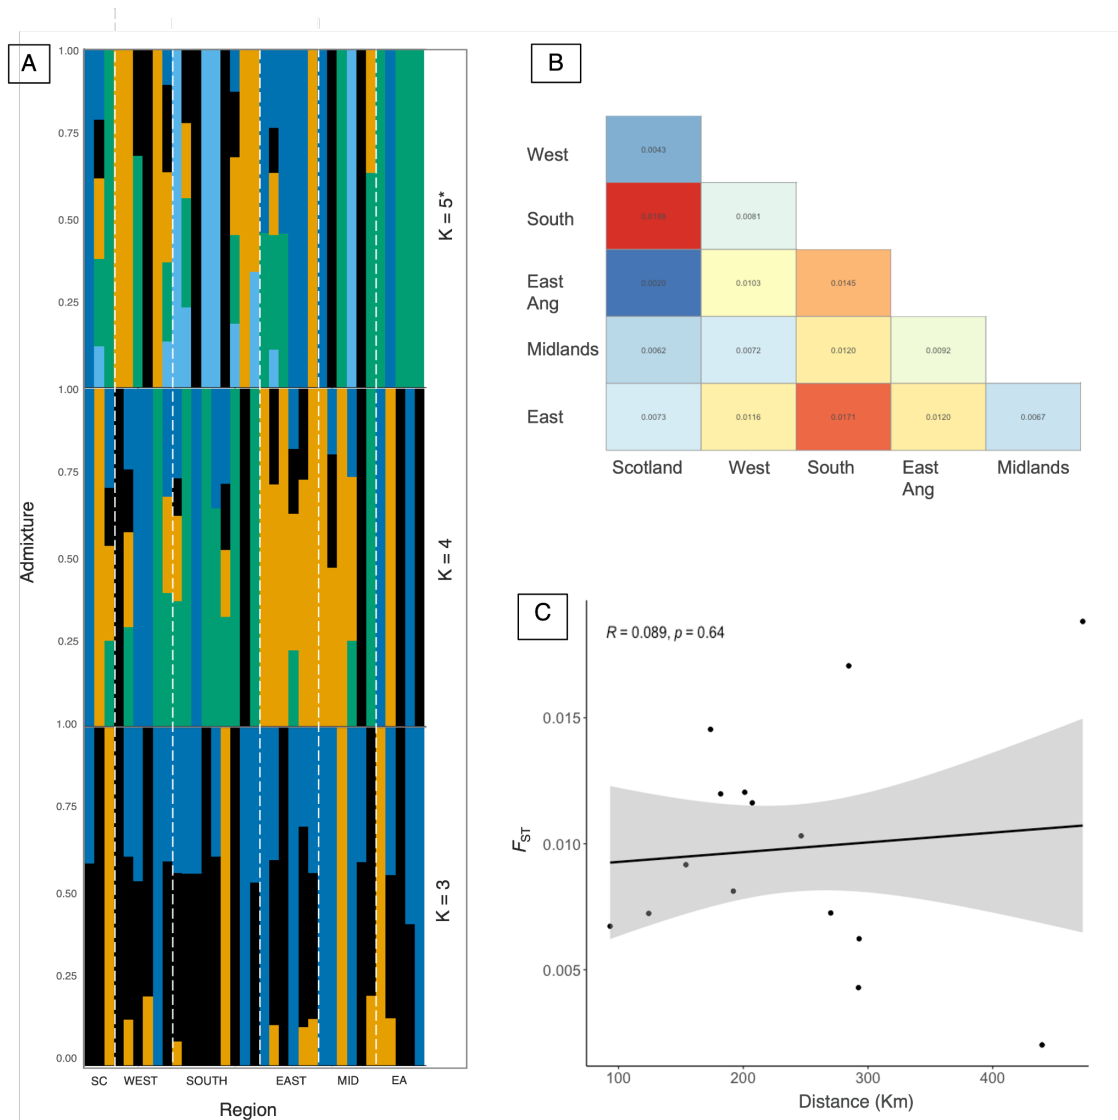 A
1.00
0.75
0.50
0.25
K = 5*
1.00
0.75
0.50
0.25
K = 4
Admixture
1.00
0.75
0.50
0.25
0.00
K = 3
SC WEST SOUTH EAST MID EA
Region
B
West 0.0043
South 0.0188 0.0081
East
Ang
0.0020 0.0103 0.0145
Midlands 0.0062 0.0072 0.0120 0.0092
East 0.0073 0.0116 0.0171 0.0120 0.0067
Scotland West South East Midlands
Ang
C
R = 0.089, p = 0.64
0.015
0.010
0.005
FST
100 200 300 400
Distance (Km)